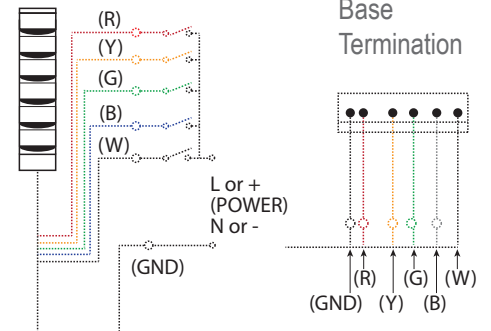 (R)
(Y)
(G)
(B)
(W)
L or +
(POWER)
N or -
(GND)
Base
Termination
(R)
(G)
(W)
(GND)
(Y)
(B)